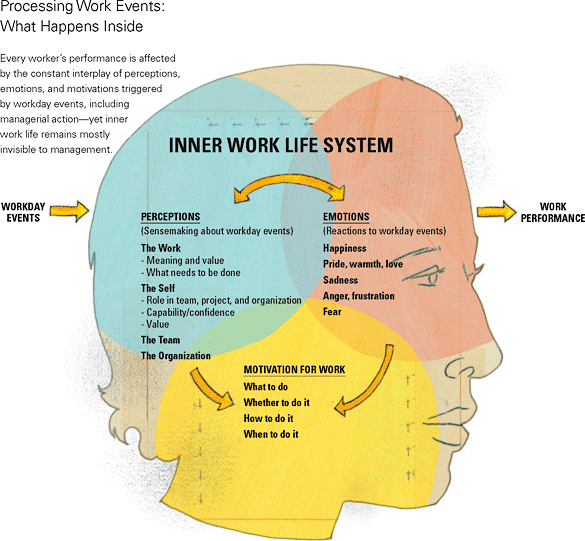 Processing Work Events:
What Happens Inside
Every worker's performance is affected
by the constant interplay of perceptions,
emotions, and motivations triggered
by workday events, including
managerial action—yet inner
work life remains mostly
invisible to management.
INNER WORK LIFE SYSTEM
WORKDAY
EVENTS
WORK
PERFORMANCE
PERCEPTIONS
(Sensemaking about workday events)
The Work
- Meaning and value
- What needs to be done
The Self
- Role in team, project, and organization
- Capability/confidence
- Value
The Team
The Organization
EMOTIONS
(Reactions to workday events)
Happiness
Pride, warmth, love
Sadness
Anger, frustration
Fear
MOTIVATION FOR WORK
What to do
Whether to do it
How to do it
When to do it